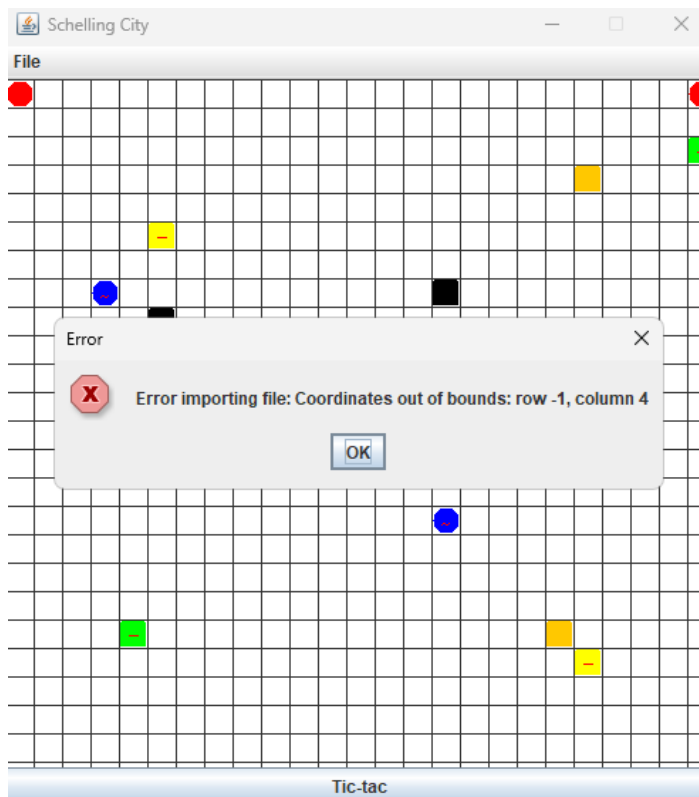 Schelling City
File
Error
Error importing file: Coordinates out of bounds: row -1, column 4
OK
Tic-tac